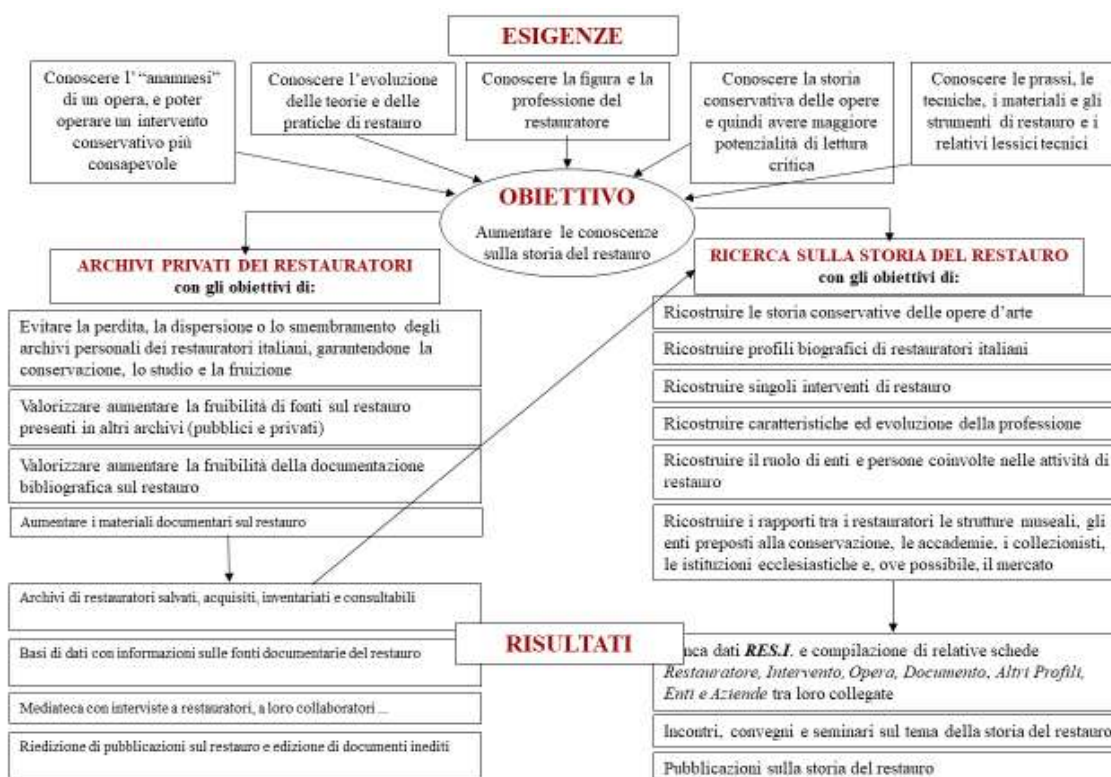 ESIGENZE
Conoscere l' "anamnesi"
di un opera, e poter
operare un intervento
conservativo più
consapevole
Conoscere l'evoluzione
delle teorie e delle
pratiche di restauro
Conoscere la figura e la
professione del
restauratore
Conoscere la storia
conservativa delle opere
e quindi avere maggiore
potenzialità di lettura
critica
Conoscere le prassi, le
tecniche, i materiali e gli
strumenti di restauro e i
relativi lessici tecnici
OBIETTIVO
Aumentare le conoscenze
sulla storia del restauro
ARCHIVI PRIVATI DEI RESTAURATORI
con gli obiettivi di:
Evitare la perdita, la dispersione o lo smembramento degli
archivi personali dei restauratori italiani, garantendone la
conservazione, lo studio e la fruizione
Valorizzare aumentare la fruibilità di fonti sul restauro
presenti in altri archivi (pubblici e privati)
Valorizzare aumentare la fruibilità della documentazione
bibliografica sul restauro
Aumentare i materiali documentari sul restauro
Archivi di restauratori salvati, acquisiti, inventariati e consultabili
Basi di dati con informazioni sulle fonti documentarie del restauro
Mediateca con interviste a restauratori, a loro collaboratori ...
Riedizione di pubblicazioni sul restauro e edizione di documenti inediti
RICERCA SULLA STORIA DEL RESTAURO
con gli obiettivi di:
Ricostruire le storia conservative delle opere d'arte
Ricostruire profili biografici di restauratori italiani
Ricostruire singoli interventi di restauro
Ricostruire caratteristiche ed evoluzione della professione
Ricostruire il ruolo di enti e persone coinvolte nelle attività di
restauro
Ricostruire i rapporti tra i restauratori le strutture museali, gli
enti preposti alla conservazione, le accademie, i collezionisti,
le istituzioni ecclesiastiche e, ove possibile, il mercato
RISULTATI
nca dati RES.I. e compilazione di relative schede
Restauratore, Intervento, Opera, Documento, Altri Profili,
Enti e Aziende tra loro collegate
Incontri, convegni e seminari sul tema della storia del restauro
Pubblicazioni sulla storia del restauro